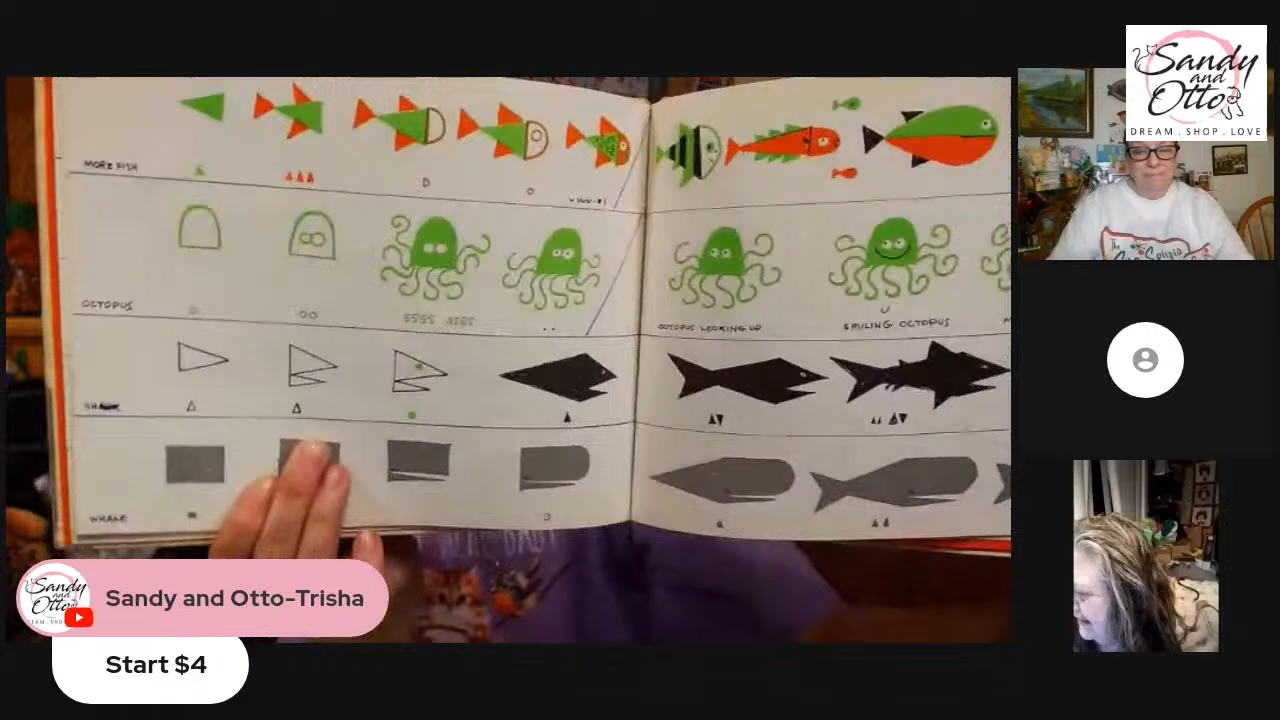 Sandy
and
Otto
DREAM . SHOP . LOVE
MORE FISH
OCTOPUS
OCTOPUS LOOKING UP
SMILING OCTOPUS
WHALE
The
Sandy and Otto-Trisha
Start $4